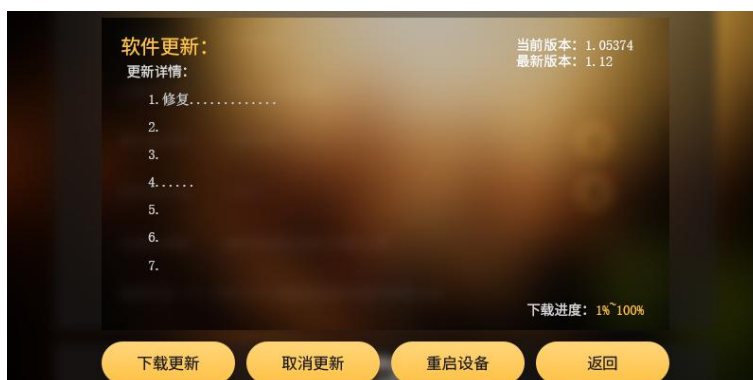 软件更新：
当前版本：1.05374
最新版本：1.12
更新详情：
1.修复.............
2.
3.
4......
5.
6.
7.
下载进度：1%~100%
下载更新
取消更新
重启设备
返回